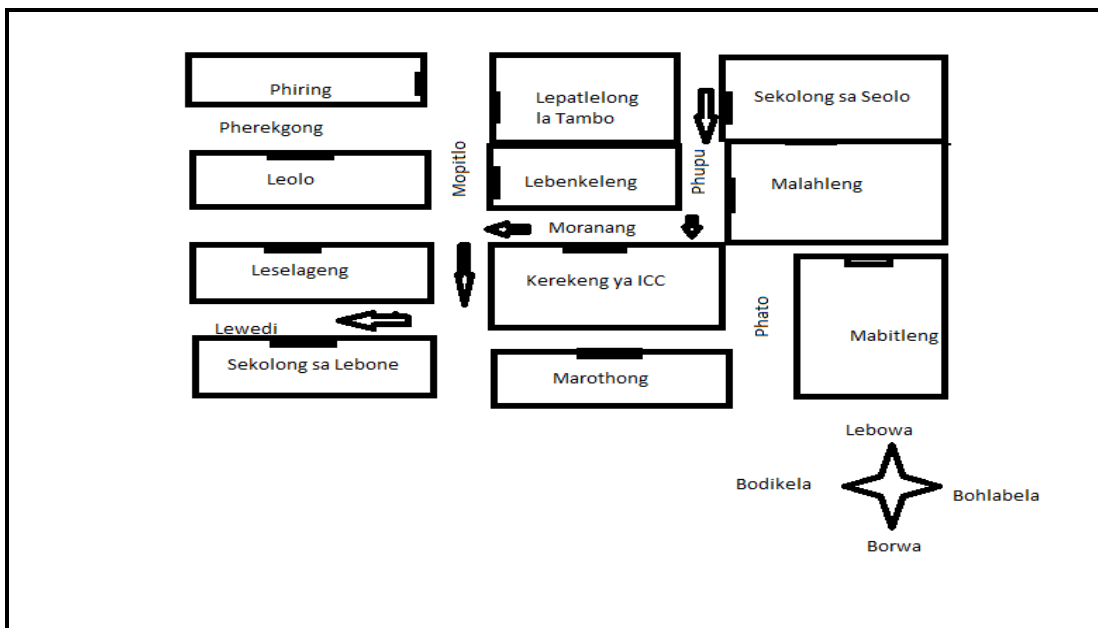 Phiring
Lepatlelong
la Tambo
Sekolong sa Seolo
Pherekgong
Mopitlo
Phupu
Leolo
Lebenkeleng
Malahleng
Moranang
Leselageng
Kerekeng ya ICC
Phato
Lewedi
Mabitleng
Sekolong sa Lebone
Marothong
Lebowa
Bodikela
Bohlabela
Borwa